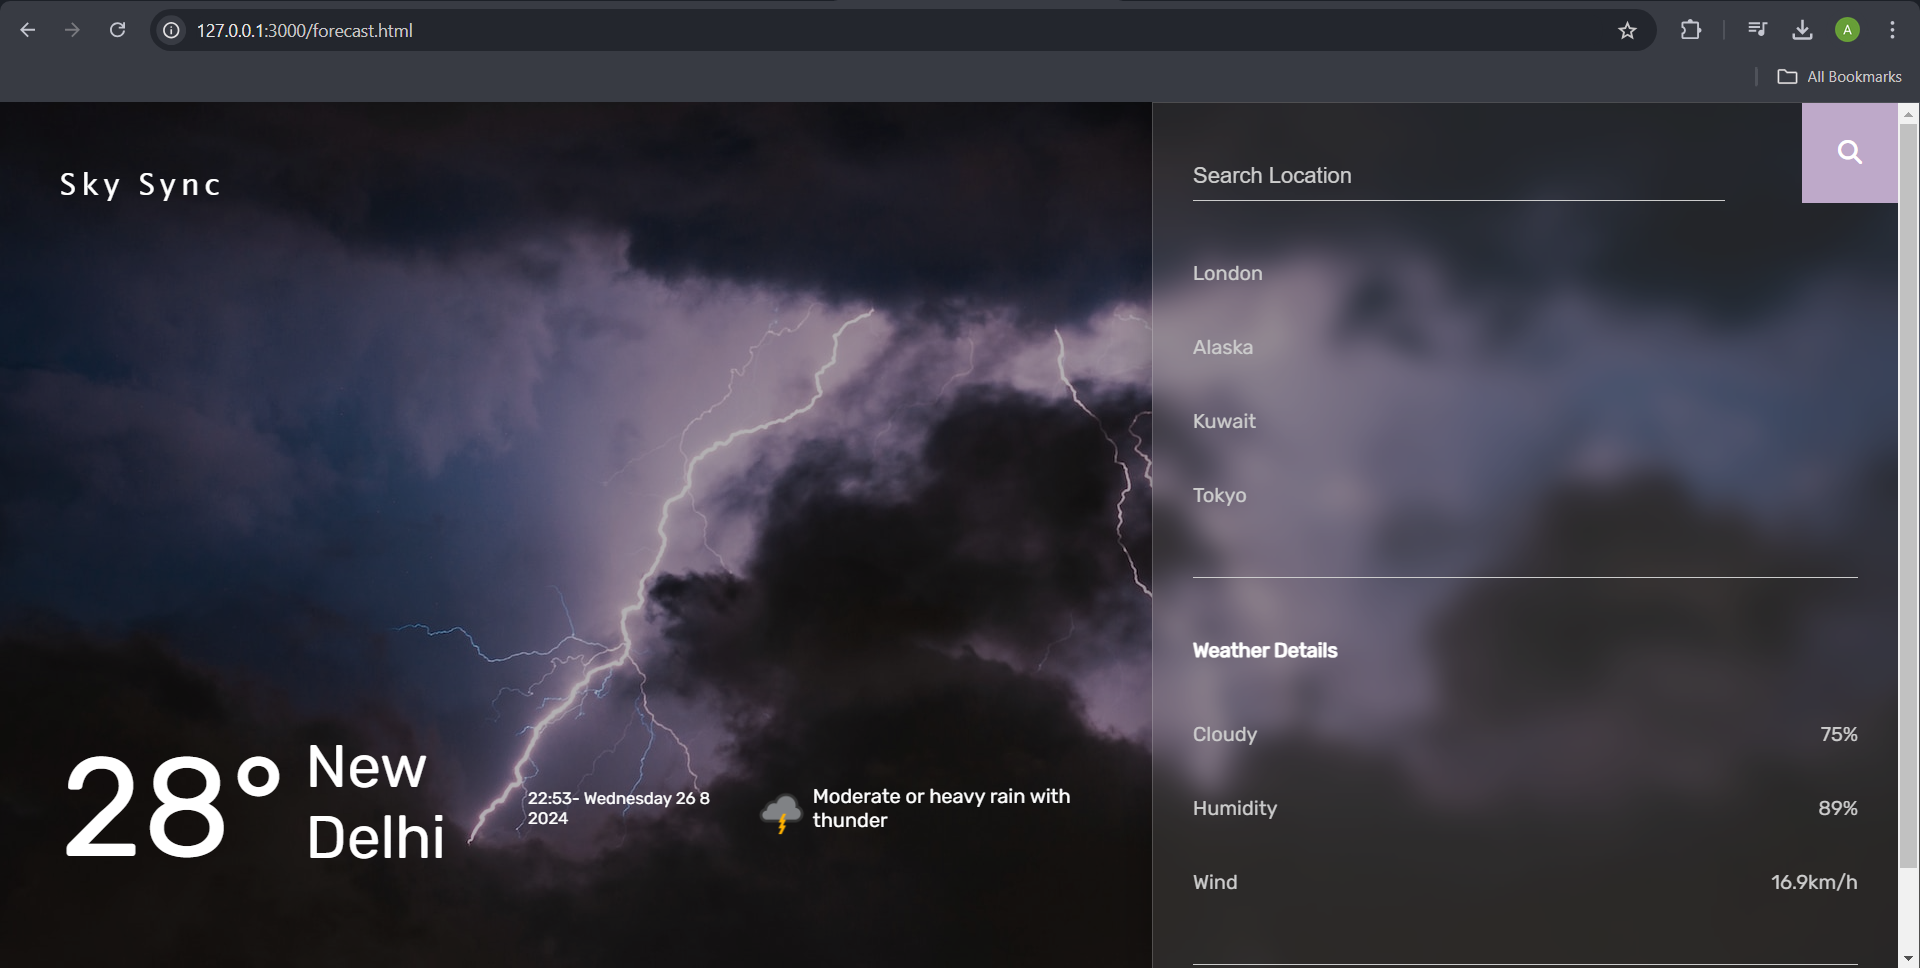 127.0.0.1:3000/forecast.html
A
All Bookmarks
Sky Sync
Search Location
London
Alaska
Kuwait
Tokyo
Weather Details
Cloudy 75%
Humidity 89%
Wind 16.9km/h
28°
New
Delhi
22:53- Wednesday 26 8
2024
Moderate or heavy rain with
thunder